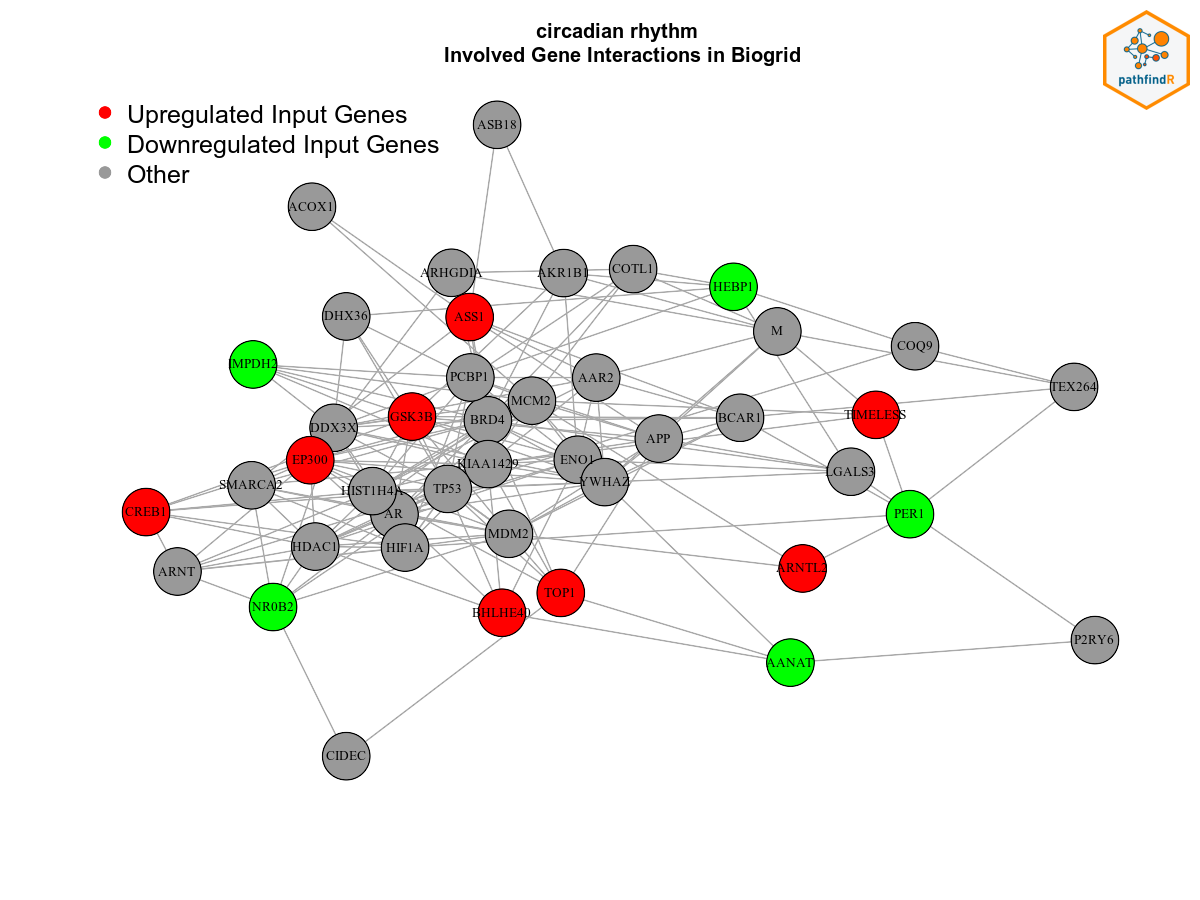 circadian rhythm
Involved Gene Interactions in Biogrid
pathfindR
Upregulated Input Genes
Downregulated Input Genes
Other
ASB18
ACOX1
ARHGDIA
AKR1B1
COTL1
HEBP1
DHX36
ASS1
M
COQ9
IMPDH2
PCBP1
AAR2
TEX264
MCM2
GSK3B
BRD4
BCAR1
TIMELESS
DDX3X
APP
EP300
KIAA1429
ENO1
LGALS3
SMARCA2
HIST1H4A
TP53
YWHAZ
CREB1
AR
PER1
MDM2
HDAC1
HIF1A
ARNT
ARNTL2
NR0B2
BHLHE40
TOP1
P2RY6
AANAT
CIDEC